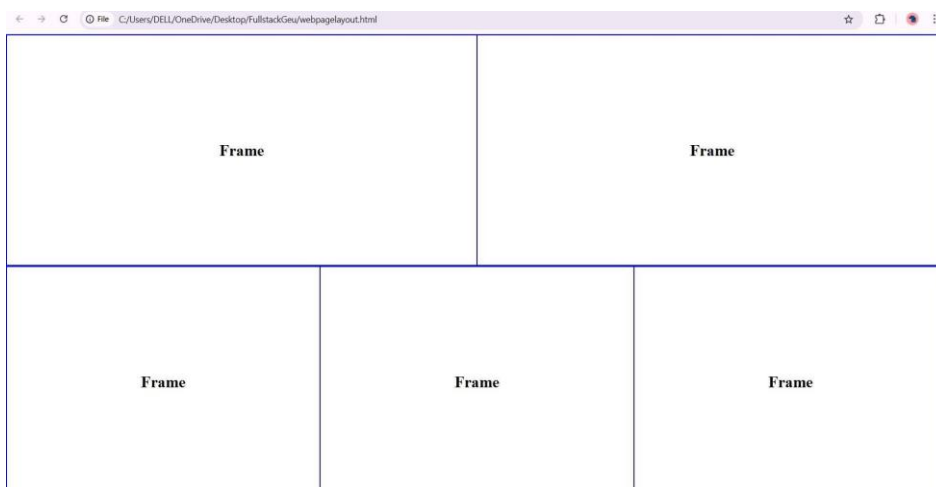 File C:/Users/DELL/OneDrive/Desktop/FullstackGeu/webpagelayout.html
Frame Frame
Frame Frame Frame